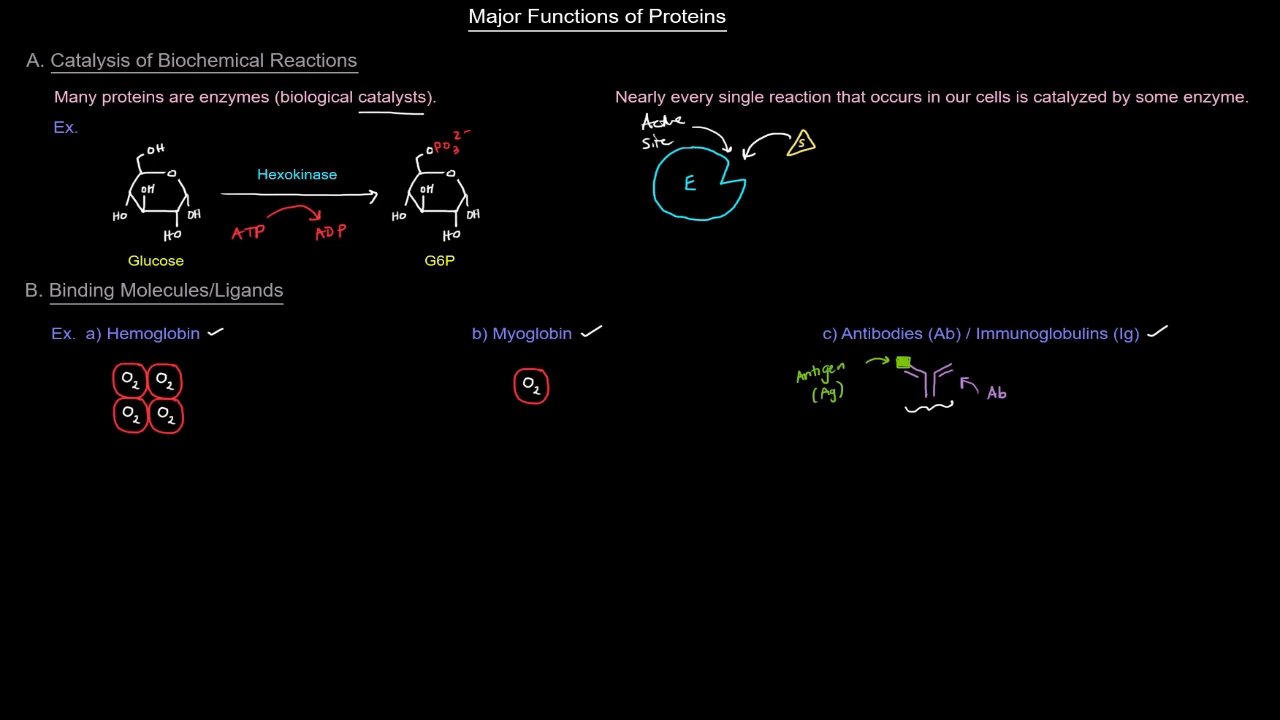 Major Functions of Proteins
A. Catalysis of Biochemical Reactions
Many proteins are enzymes (biological catalysts).
Nearly every single reaction that occurs in our cells is catalyzed by some enzyme.
Ex.
Active site
S
E
OH
O
OH
HO
OH
HO
Glucose
Hexokinase
ATP
ADP
OPO3 2-
O
OH
HO
OH
HO
G6P
B. Binding Molecules/Ligands
Ex. a) Hemoglobin
O2 O2
O2 O2
b) Myoglobin
O2
c) Antibodies (Ab) / Immunoglobulins (Ig)
Antigen
(Ag)
Ab